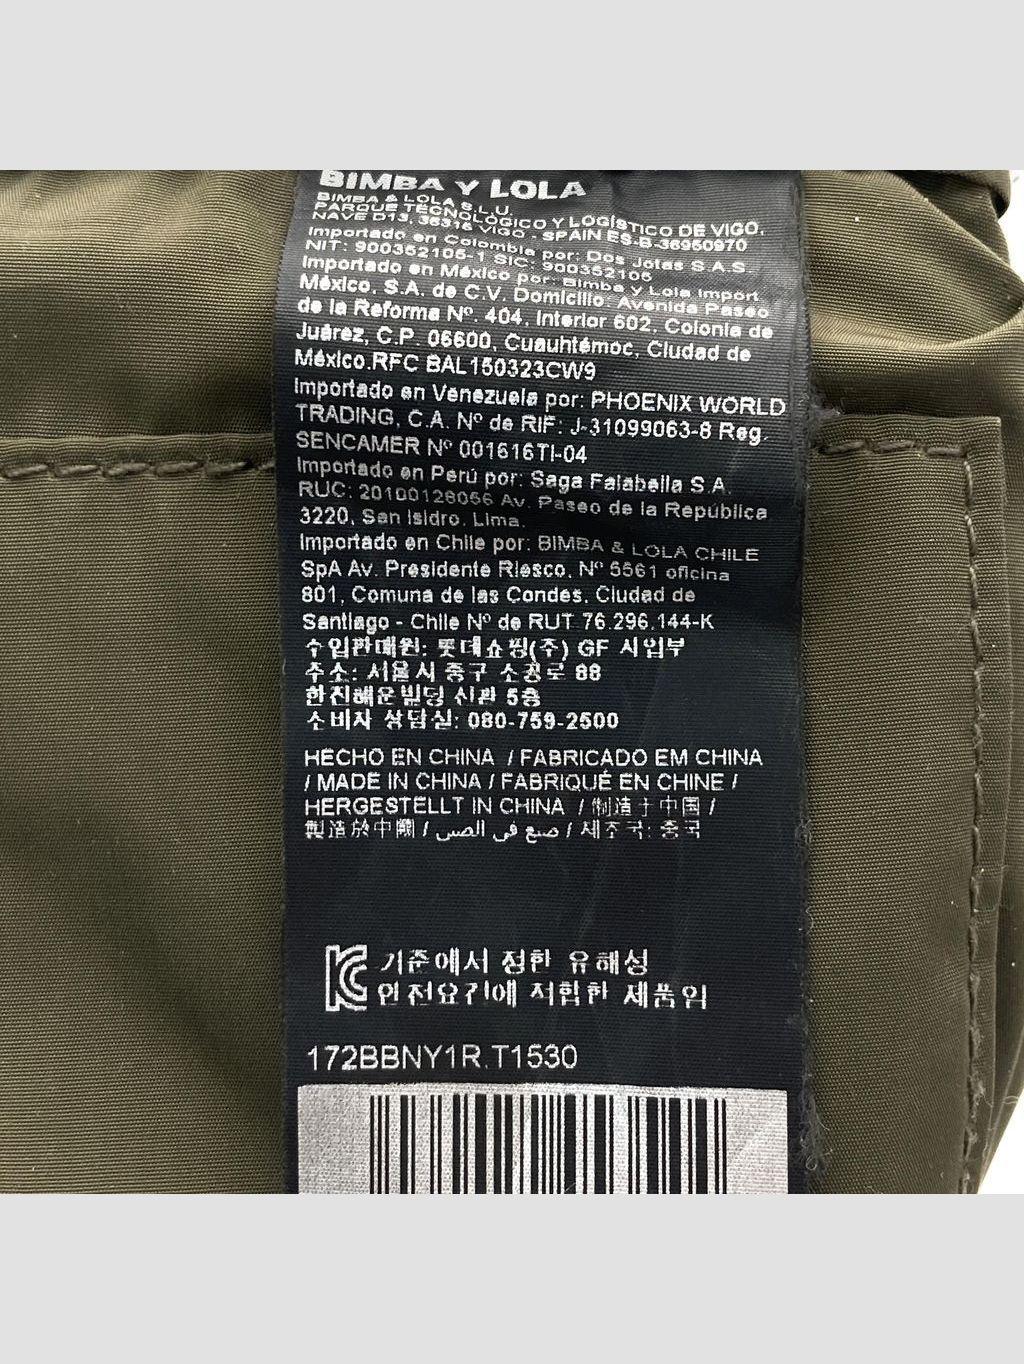 BIMBA Y LOLA
BIMBA & LOLA S.L.U.
PARQUE TECNOLÓGICO Y LOGÍSTICO DE VIGO,
NAVE D13, 36315 VIGO - SPAIN ES-B-36950970
Importado en Colombia por: Dos Jotas S.A.S.
NIT: 900352105-1 SIC: 900352105
Importado en México por: Bimba y Lola Import
México, S.A. de C.V. Domicilio: Avenida Paseo
de la Reforma Nº. 404, Interior 602, Colonia de
Juárez, C.P. 06600, Cuauhtémoc, Ciudad de
México.RFC BAL150323CW9
Importado en Venezuela por: PHOENIX WORLD
TRADING, C.A. Nº de RIF: J-31099063-8 Reg.
SENCAMER Nº 001616TI-04
Importado en Perú por: Saga Falabella S.A.
RUC: 20100128056 Av. Paseo de la República
3220, San Isidro. Lima.
Importado en Chile por: BIMBA & LOLA CHILE
SpA Av. Presidente Riesco, Nº 5561 oficina
801, Comuna de las Condes, Ciudad de
Santiago - Chile Nº de RUT 76.296.144-K
수입판매원: 롯데쇼핑(주) GF 사업부
주소: 서울시 중구 소공로 88
한진해운빌딩 신관 5층
소비자 상담실: 080-759-2500
HECHO EN CHINA / FABRICADO EM CHINA
/ MADE IN CHINA / FABRIQUÉ EN CHINE /
HERGESTELLT IN CHINA / 制造于中国 /
製造於中國 / صنع في الصين / 제조국: 중국
KC 기준에서 정한 유해성
안전요건에 적합한 제품임
172BBNY1R.T1530